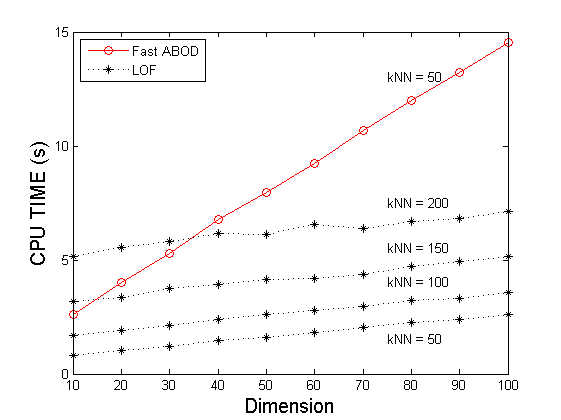 15
10
5
0
CPU TIME (s)
Fast ABOD
LOF
kNN = 50
kNN = 200
kNN = 150
kNN = 100
kNN = 50
10 20 30 40 50 60 70 80 90 100
Dimension